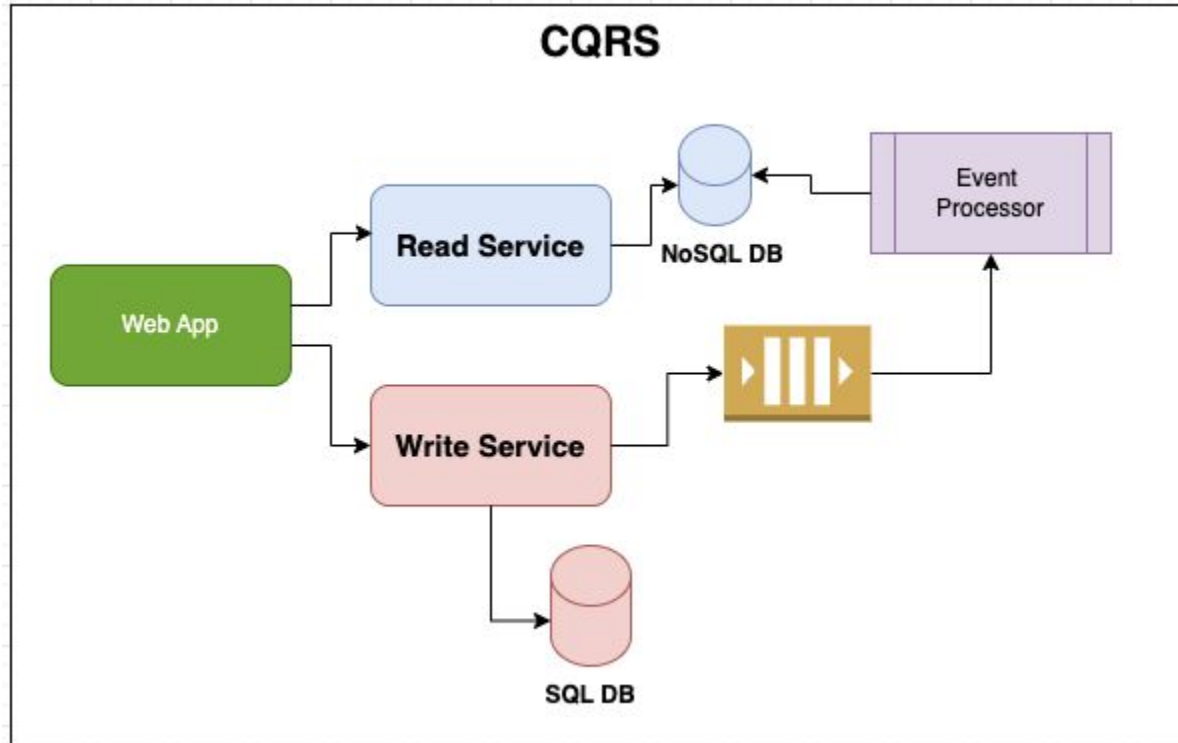 CQRS
Read Service
NoSQL DB
Event
Processor
Web App
Write Service
SQL DB